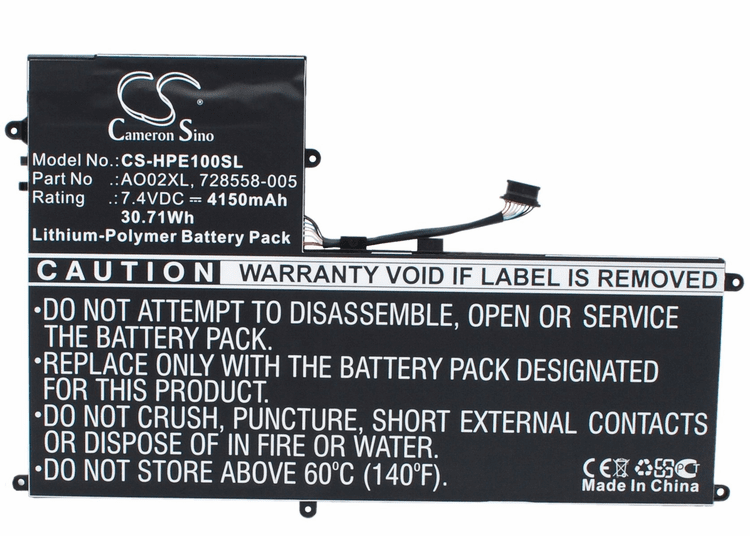 CS
Cameron Sino
Model No.: CS-HPE100SL
Part No : AO02XL, 728558-005
Rating : 7.4VDC ⎓ 4150mAh
30.71Wh
Lithium-Polymer Battery Pack
CAUTION WARRANTY VOID IF LABEL IS REMOVED
•DO NOT ATTEMPT TO DISASSEMBLE, OPEN OR SERVICE
THE BATTERY PACK.
•REPLACE ONLY WITH THE BATTERY PACK DESIGNATED
FOR THIS PRODUCT.
•DO NOT CRUSH, PUNCTURE, SHORT EXTERNAL CONTACTS
OR DISPOSE OF IN FIRE OR WATER.
•DO NOT STORE ABOVE 60°C (140°F).
CE PCT
Made In China